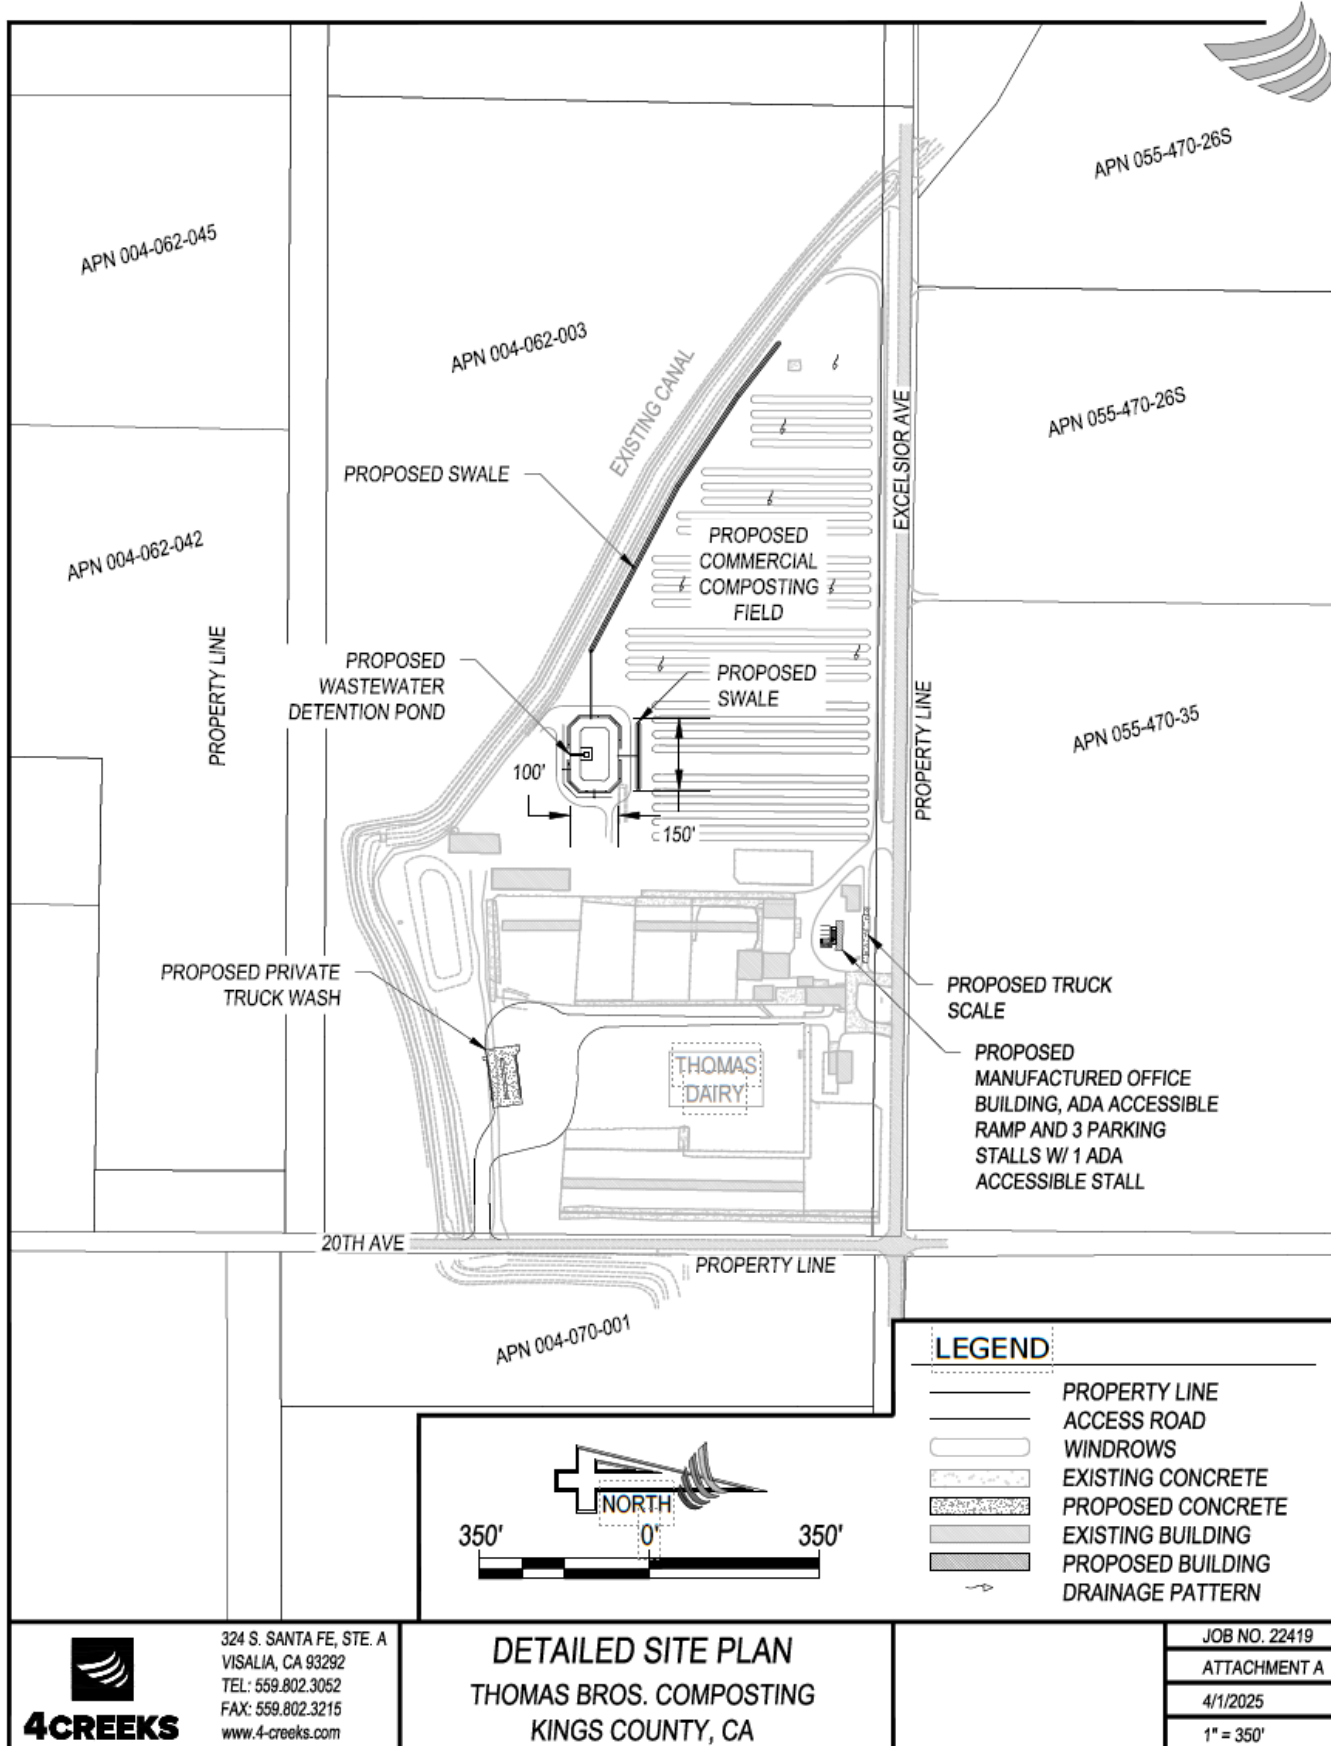 APN 055-470-26S
APN 004-062-045
APN 004-062-003
EXISTING CANAL
APN 055-470-26S
EXCELSIOR AVE
PROPOSED SWALE
APN 004-062-042
PROPOSED
COMMERCIAL
COMPOSTING
FIELD
PROPERTY LINE
PROPOSED
WASTEWATER
DETENTION POND
PROPOSED
SWALE
PROPERTY LINE
APN 055-470-35
100'
150'
PROPOSED PRIVATE
TRUCK WASH
PROPOSED TRUCK
SCALE
PROPOSED
MANUFACTURED OFFICE
BUILDING, ADA ACCESSIBLE
RAMP AND 3 PARKING
STALLS W/ 1 ADA
ACCESSIBLE STALL
THOMAS
DAIRY
20TH AVE
PROPERTY LINE
APN 004-070-001
LEGEND
PROPERTY LINE
ACCESS ROAD
WINDROWS
EXISTING CONCRETE
PROPOSED CONCRETE
EXISTING BUILDING
PROPOSED BUILDING
DRAINAGE PATTERN
NORTH
350' 0' 350'
4CREEKS
324 S. SANTA FE, STE. A
VISALIA, CA 93292
TEL: 559.802.3052
FAX: 559.802.3215
www.4-creeks.com
DETAILED SITE PLAN
THOMAS BROS. COMPOSTING
KINGS COUNTY, CA
JOB NO. 22419
ATTACHMENT A
4/1/2025
1" = 350'